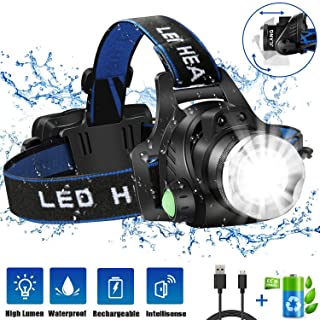 LED HEA
LED H
High Lumen
Waterproof
Rechargeable
Intellisense